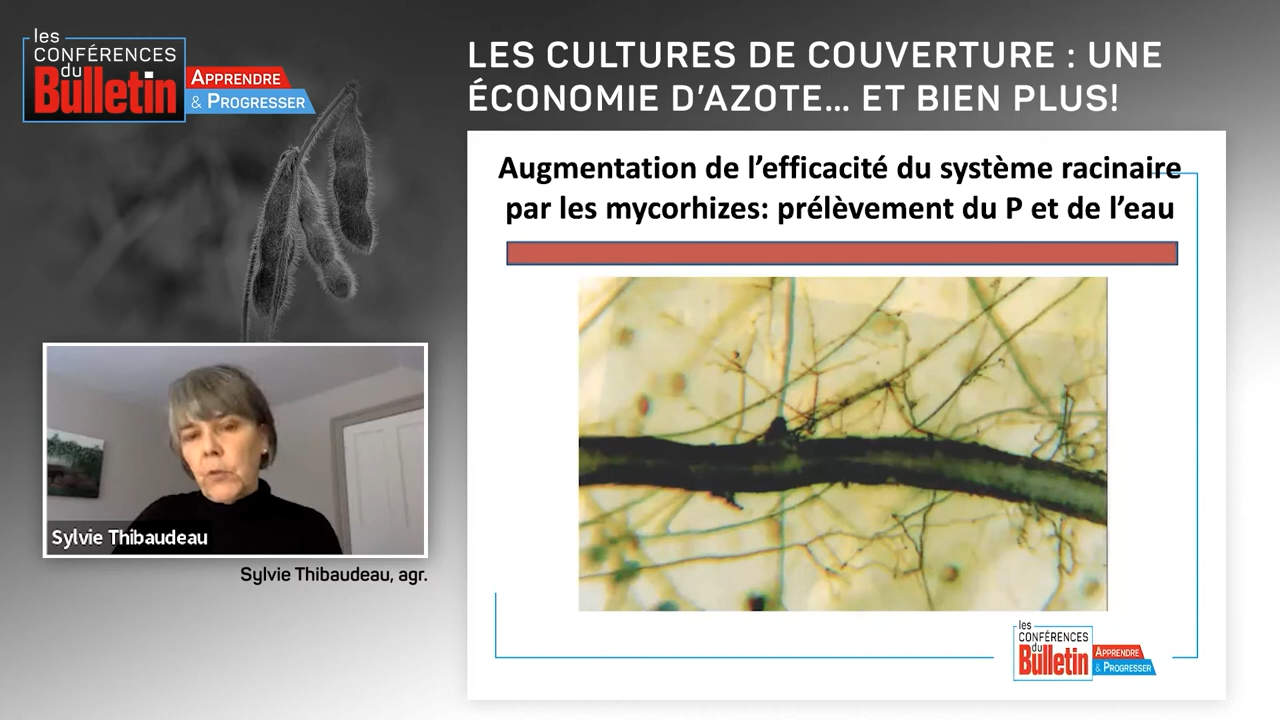 les
CONFÉRENCES
du
Bulletin
APPRENDRE
& PROGRESSER
LES CULTURES DE COUVERTURE : UNE
ÉCONOMIE D'AZOTE... ET BIEN PLUS!
Augmentation de l'efficacité du système racinaire
par les mycorhizes: prélèvement du P et de l'eau
Sylvie Thibaudeau
Sylvie Thibaudeau, agr.
les
CONFÉRENCES
du
Bulletin
APPRENDRE
& PROGRESSER